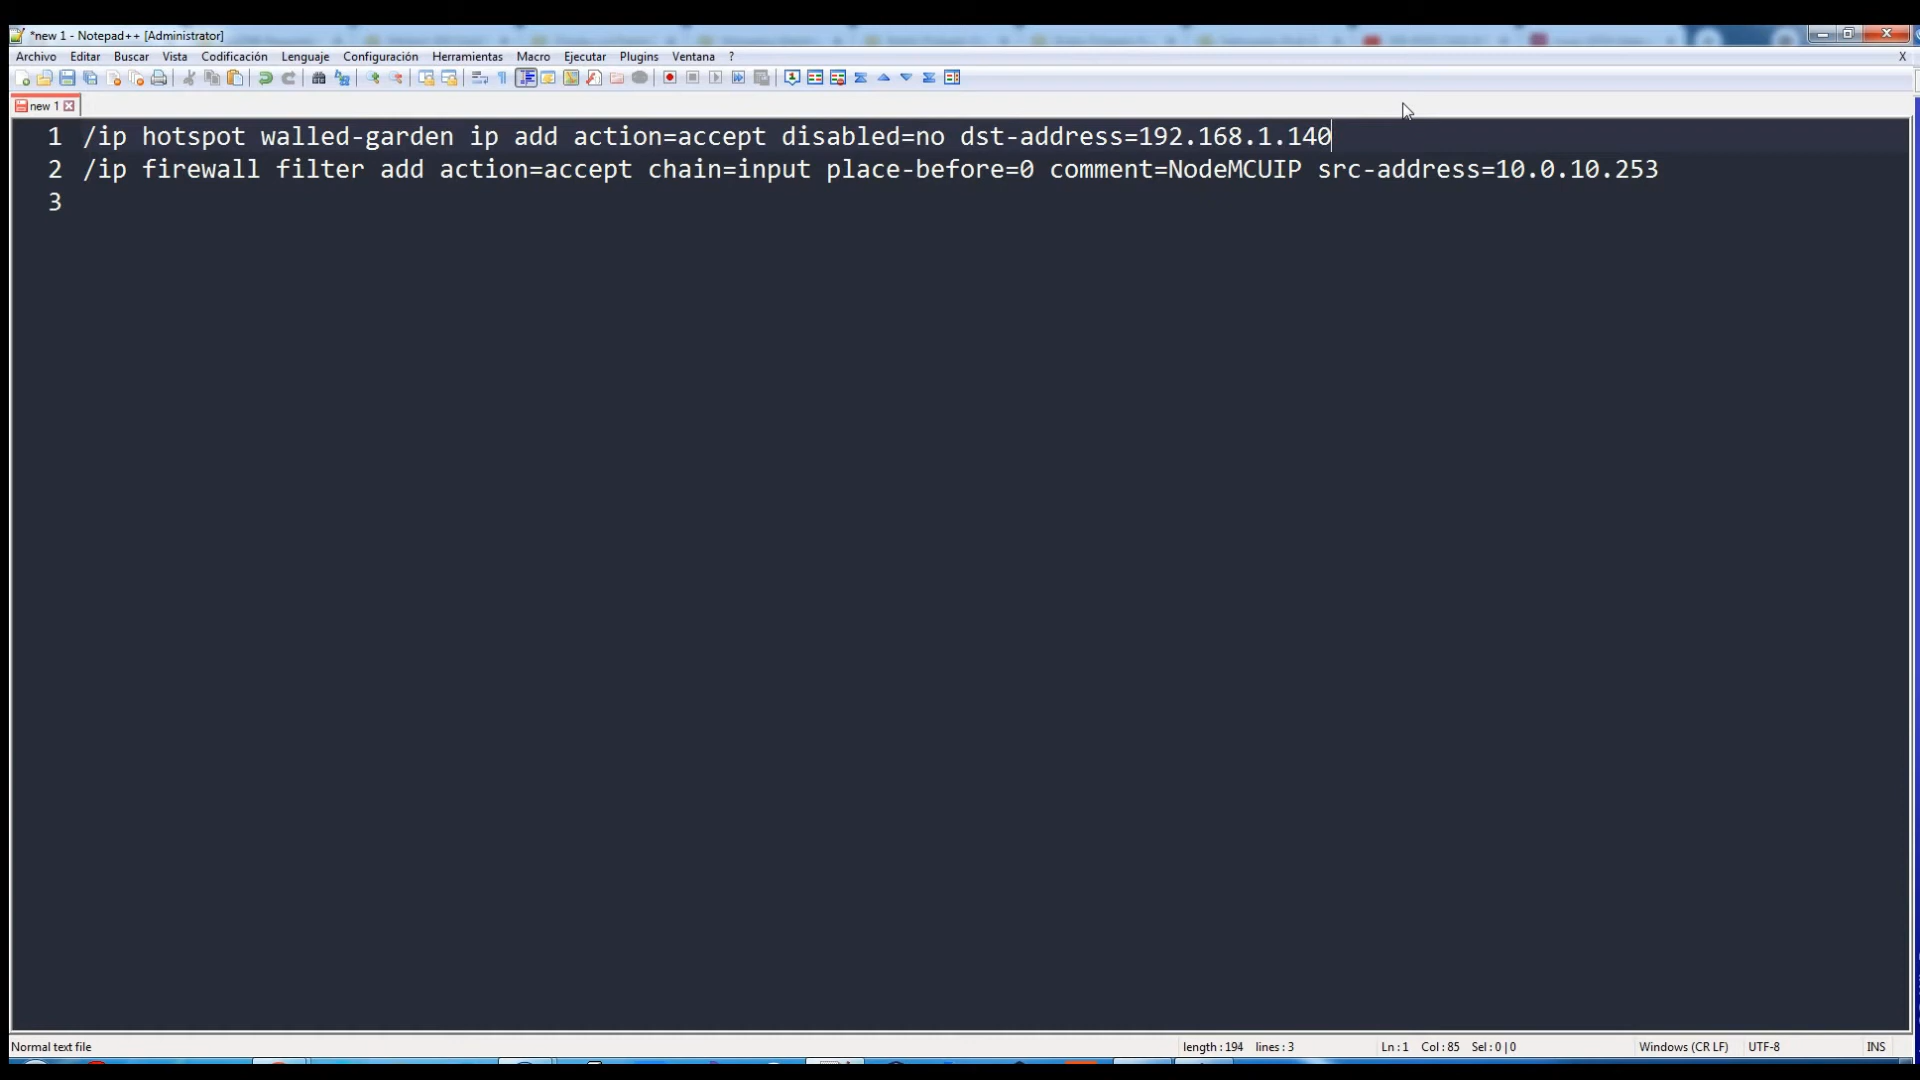 *new 1 - Notepad++ [Administrator]
Archivo Editar Buscar Vista Codificación Lenguaje Configuración Herramientas Macro Ejecutar Plugins Ventana ? X
new 1
1 /ip hotspot walled-garden ip add action=accept disabled=no dst-address=192.168.1.140
2 /ip firewall filter add action=accept chain=input place-before=0 comment=NodeMCUIP src-address=10.0.10.253
3
Normal text file length : 194 lines : 3 Ln : 1 Col : 85 Sel : 0 | 0 Windows (CR LF) UTF-8 INS